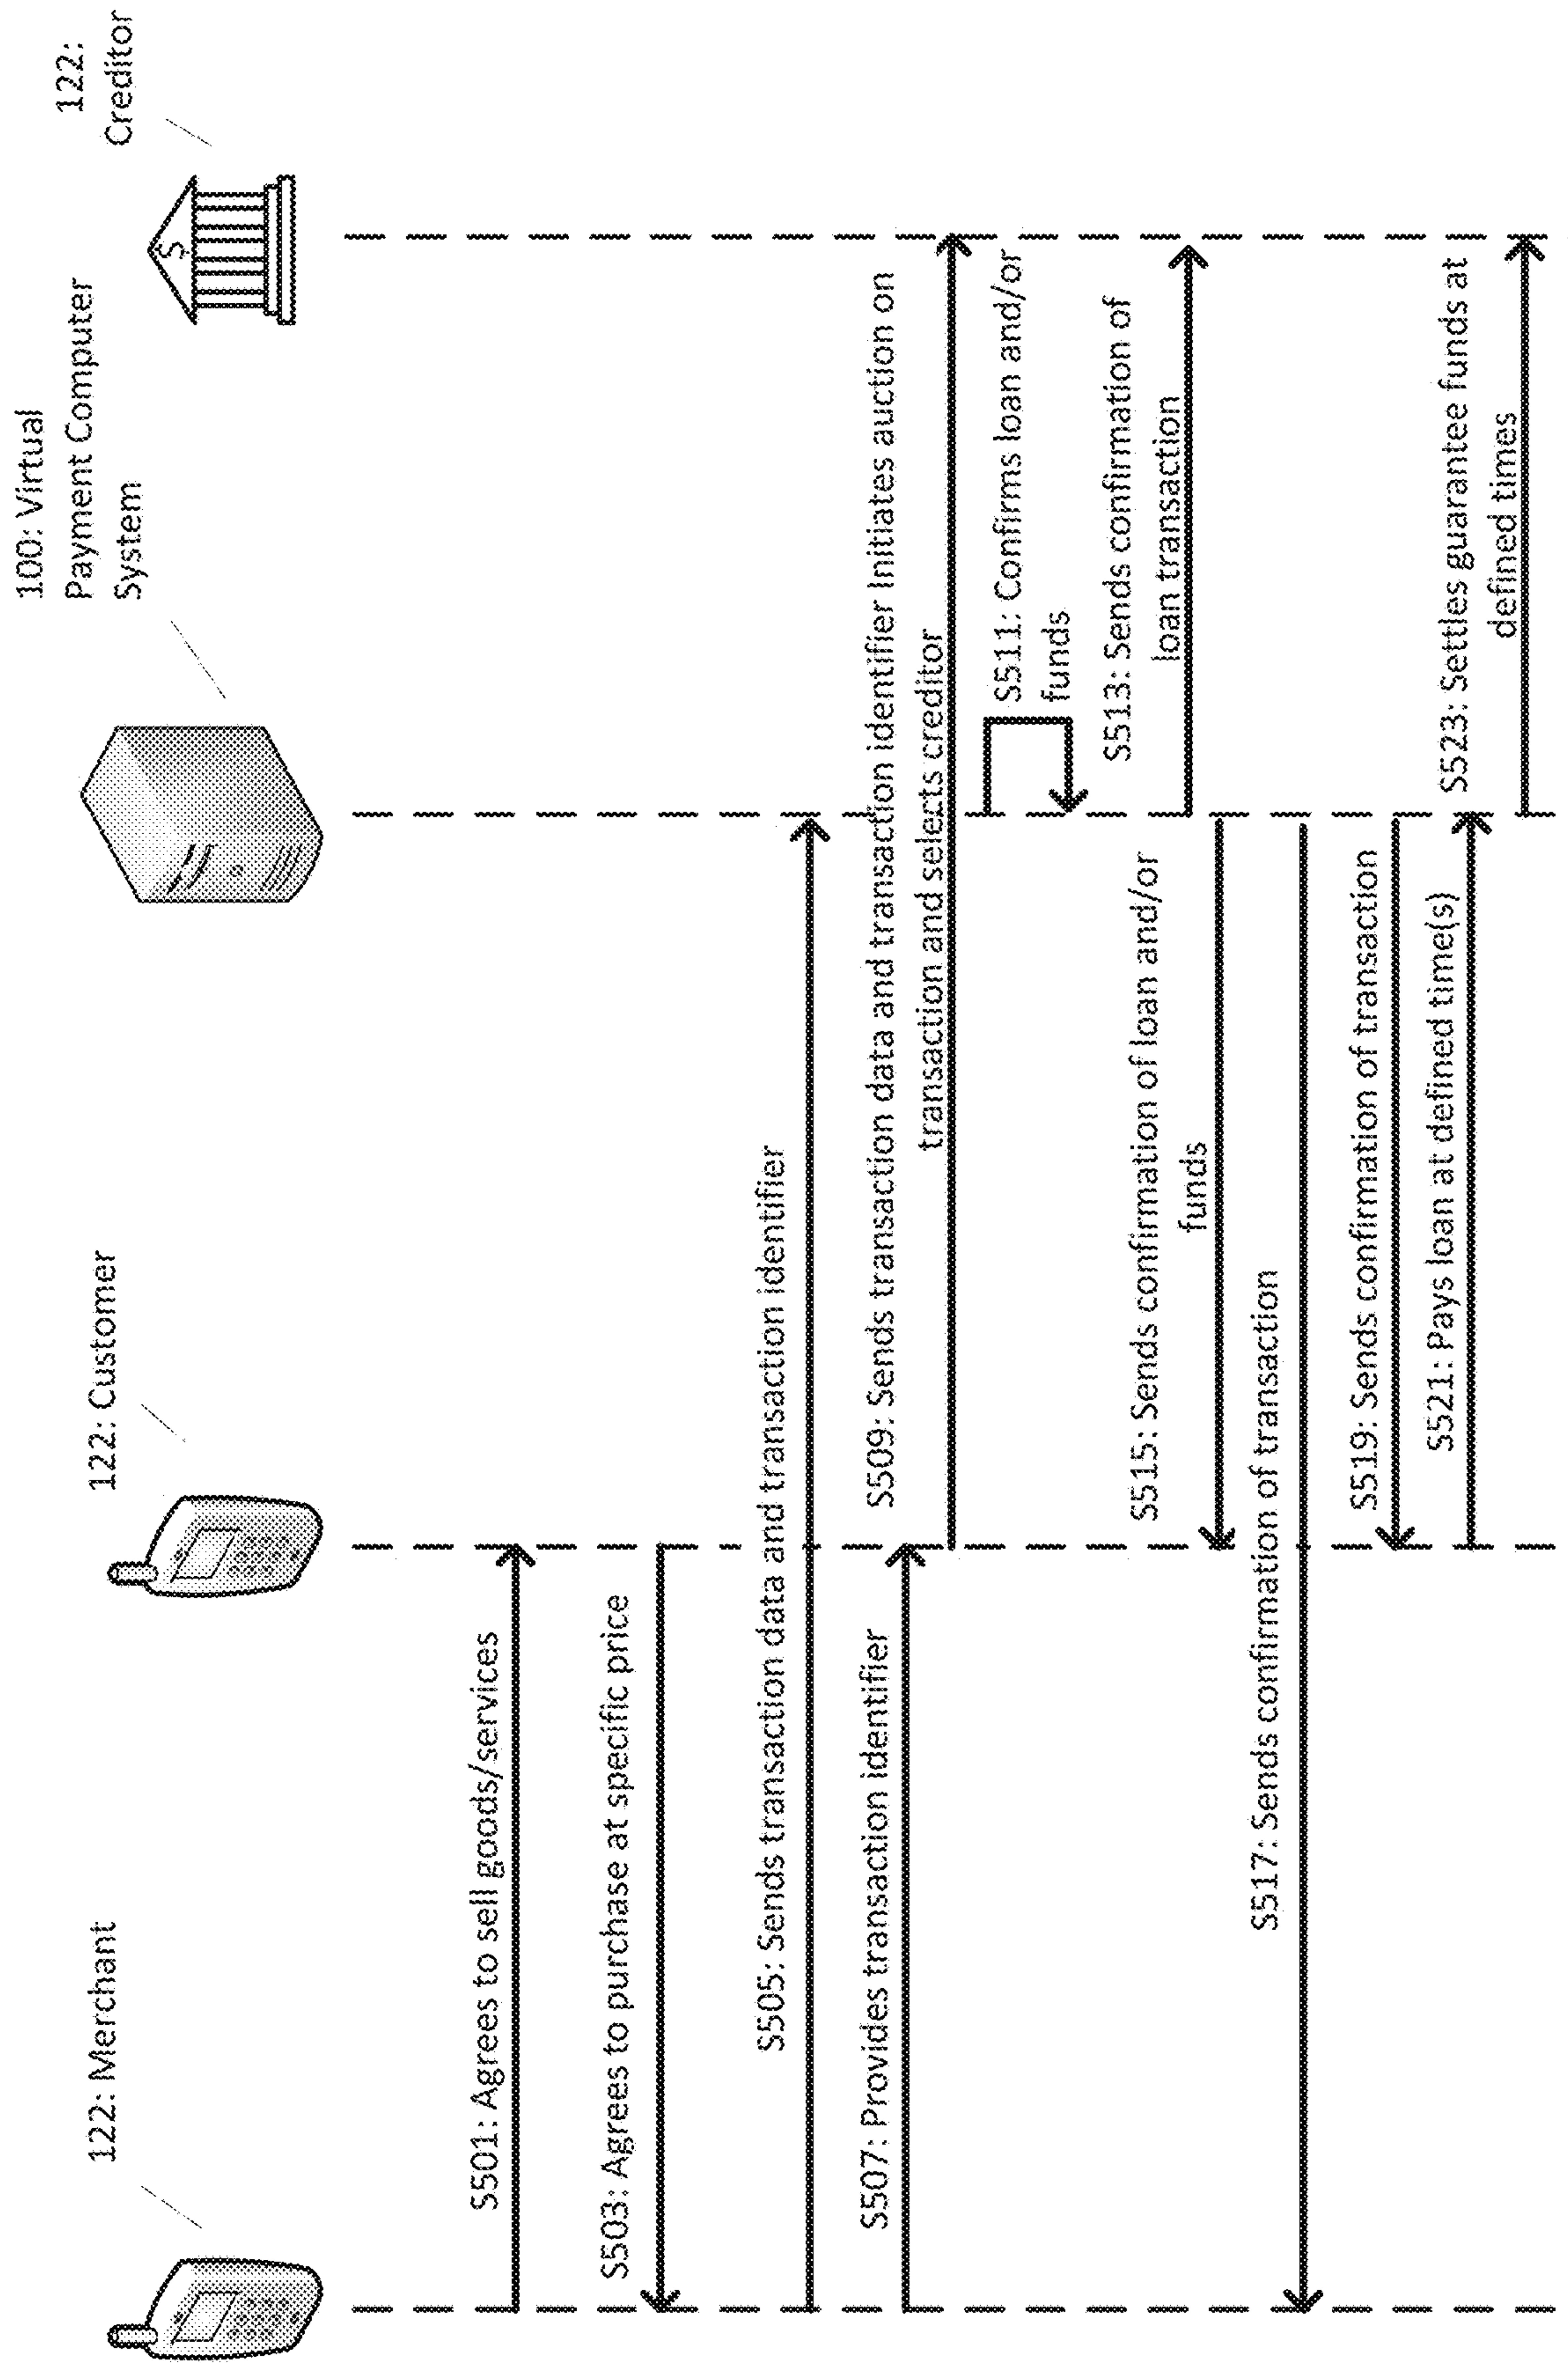 122: Merchant
122: Customer
100: Virtual
Payment Computer
System
122:
Creditor
S501: Agrees to sell goods/services
S503: Agrees to purchase at specific price
S505: Sends transaction data and transaction identifier
S507: Provides transaction identifier
S509: Sends transaction data and transaction identifier Initiates auction on
transaction and selects creditor
S511: Confirms loan and/or
funds
S513: Sends confirmation of
loan transaction
S515: Sends confirmation of loan and/or
funds
S517: Sends confirmation of transaction
S519: Sends confirmation of transaction
S521: Pays loan at defined time(s)
S523: Settles guarantee funds at
defined times
$